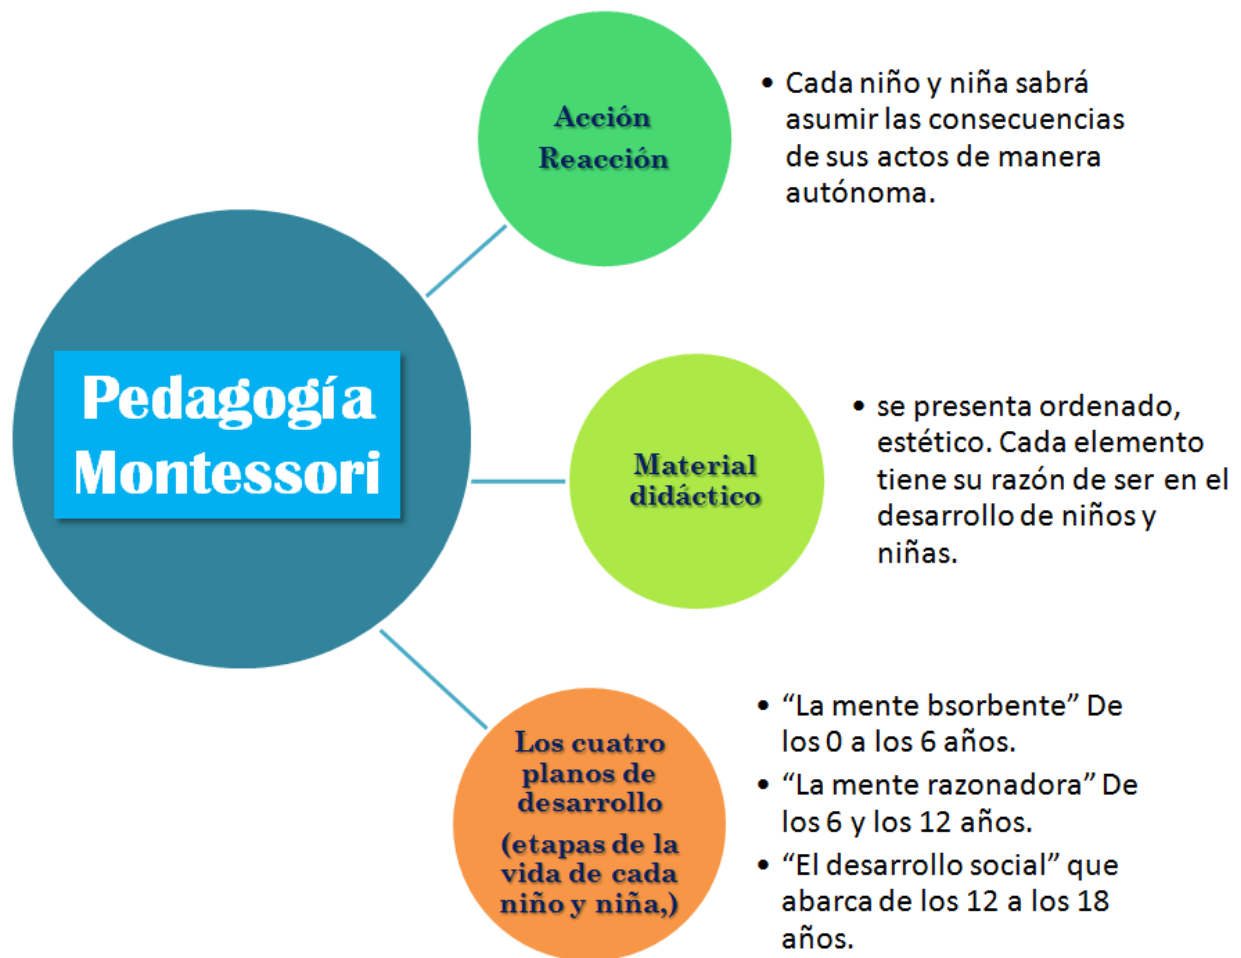 Pedagogía
Montessori
Acción
Reacción
• Cada niño y niña sabrá
asumir las consecuencias
de sus actos de manera
autónoma.
Material
didáctico
• se presenta ordenado,
estético. Cada elemento
tiene su razón de ser en el
desarrollo de niños y
niñas.
Los cuatro
planos de
desarrollo
(etapas de la
vida de cada
niño y niña,)
• “La mente bsorbente” De
los 0 a los 6 años.
• “La mente razonadora” De
los 6 y los 12 años.
• “El desarrollo social” que
abarca de los 12 a los 18
años.